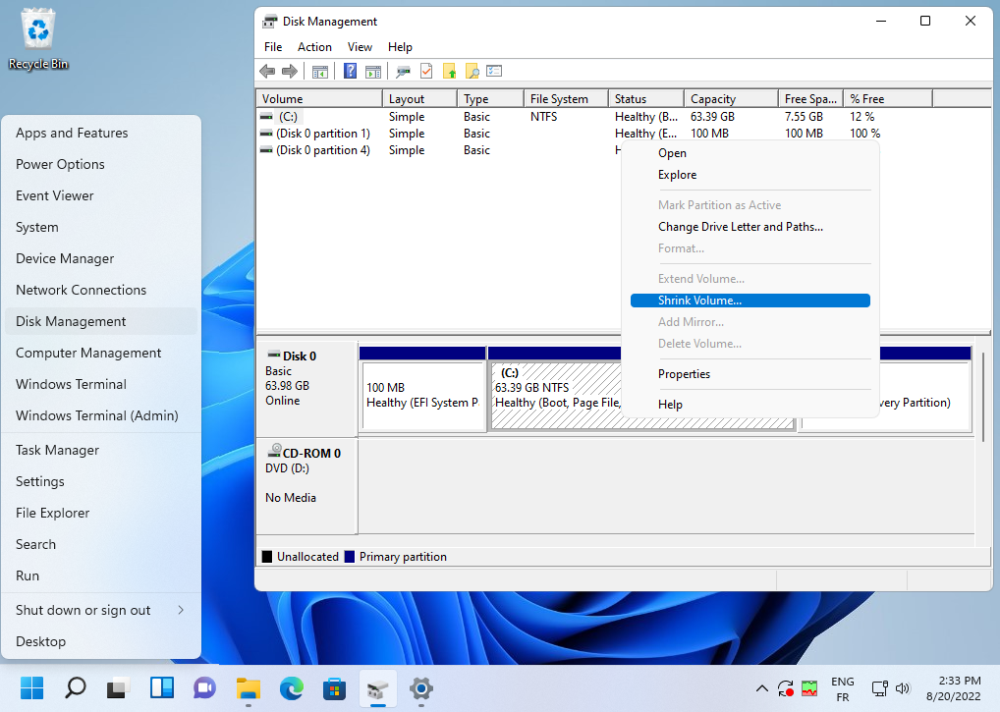 Recycle Bin
Apps and Features
Power Options
Event Viewer
System
Device Manager
Network Connections
Disk Management
Computer Management
Windows Terminal
Windows Terminal (Admin)
Task Manager
Settings
File Explorer
Search
Run
Shut down or sign out
Desktop
Disk Management
File Action View Help
Volume Layout Type File System Status Capacity Free Spa... % Free
(C:) Simple Basic NTFS Healthy (B... 63.39 GB 7.55 GB 12 %
(Disk 0 partition 1) Simple Basic Healthy (E... 100 MB 100 MB 100 %
(Disk 0 partition 4) Simple Basic
Open
Explore
Mark Partition as Active
Change Drive Letter and Paths...
Format...
Extend Volume...
Shrink Volume...
Add Mirror...
Delete Volume...
Properties
Help
Disk 0
Basic
63.98 GB
Online
100 MB
Healthy (EFI System P
(C:)
63.39 GB NTFS
Healthy (Boot, Page File,
very Partition)
CD-ROM 0
DVD (D:)
No Media
Unallocated Primary partition
ENG
FR
2:33 PM
8/20/2022